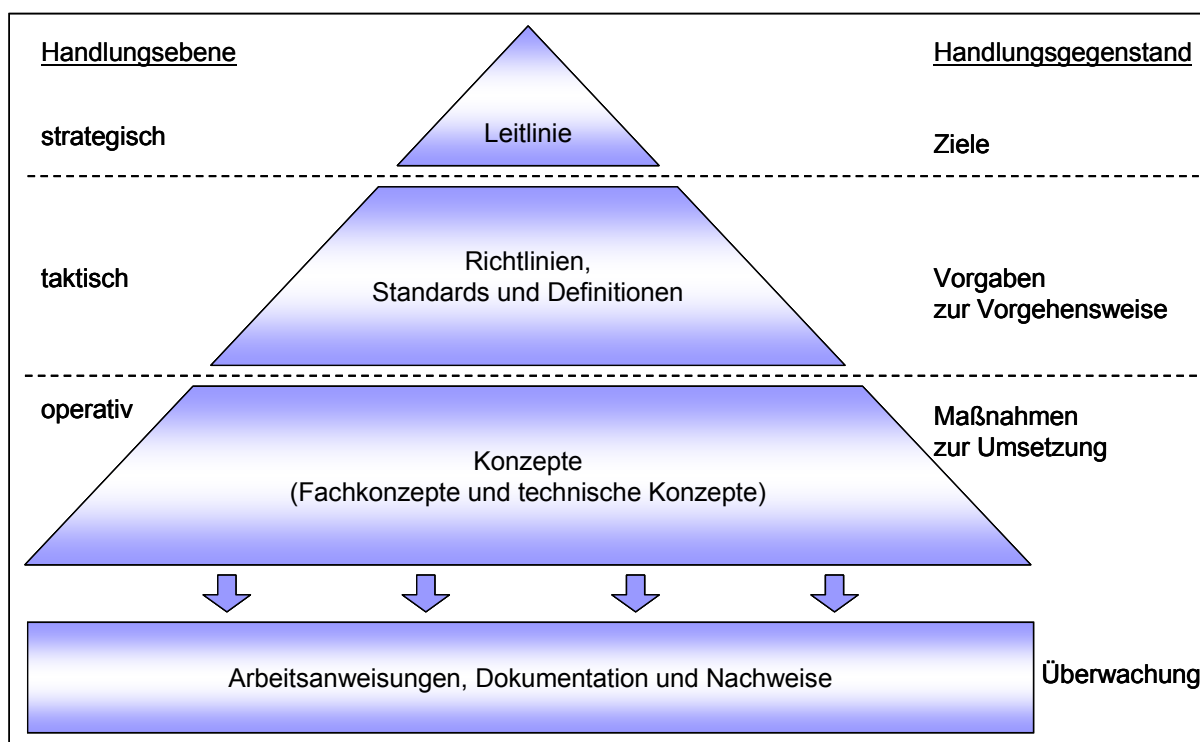 Handlungsebene
Handlungsgegenstand
strategisch
Leitlinie
Ziele
taktisch
Richtlinien,
Standards und Definitionen
Vorgaben
zur Vorgehensweise
operativ
Konzepte
(Fachkonzepte und technische Konzepte)
Maßnahmen
zur Umsetzung
Arbeitsanweisungen, Dokumentation und Nachweise
Überwachung